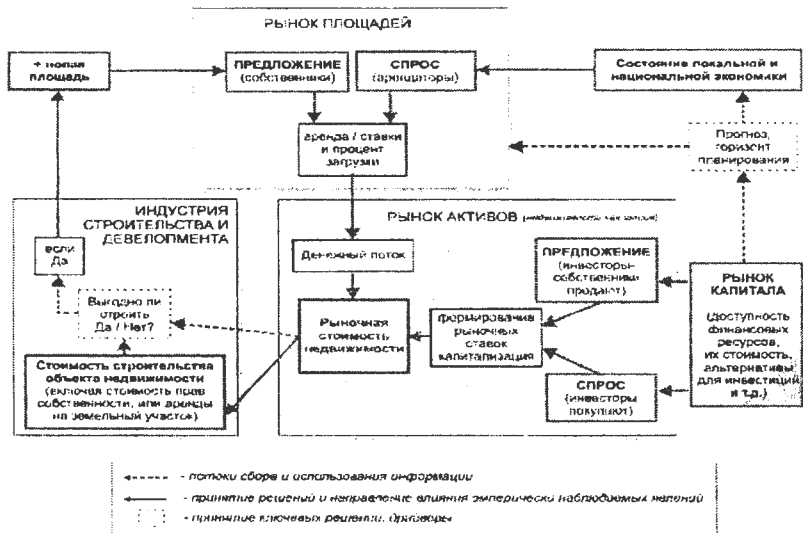 РЫНОК ПЛОЩАДЕЙ
+ новая
площадь
ПРЕДЛОЖЕНИЕ
(собственники)
СПРОС
(арендаторы)
Состояние локальной и
национальной экономики
аренда / ставки
и процент
загрузки
Прогноз,
горизонт
планирования
ИНДУСТРИЯ
СТРОИТЕЛЬСТВА И
ДЕВЕЛОПМЕНТА
если
Да
Выгодно ли
строить
Да / Нет?
Стоимость строительства
объекта недвижимости
(включая стоимость прав
собственности, или аренды
на земельный участок)
РЫНОК АКТИВОВ (недвижимость как актив)
Денежный поток
ПРЕДЛОЖЕНИЕ
(инвесторы-
собственники
продают)
Рыночная
стоимость
недвижимости
формирование
рыночных
ставок
капитализация
СПРОС
(инвесторы
покупают)
РЫНОК
КАПИТАЛА
(доступность
финансовых
ресурсов,
их стоимость,
альтернативы
для инвестиций
и т.д.)
- потоки сбора и использования информации
- принятие решений и направление влияния эмперически наблюдаемых явлений
- принятие ключевых решений, договоры